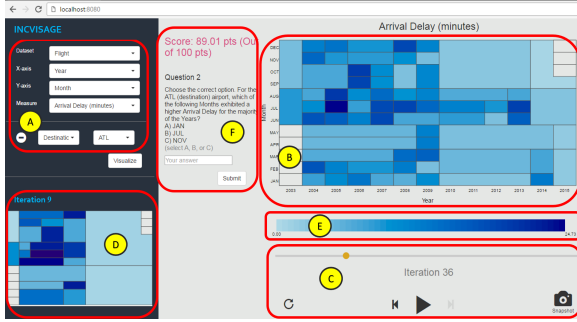 localhost:8080
INCVISAGE
Dataset
Flight
X-axis
Year
Y-axis
Month
Measure
Arrival Delay (minutes)
A
Destinatic
ATL
Visualize
Iteration 9
D
Score: 89.01 pts (Out
of 100 pts)
Question 2
Choose the correct option. For the
ATL (destination) airport, which of
the following Months exhibited a
higher Arrival Delay for the majority
of the Years?
A) JAN
B) JUL
C) NOV
(select A, B, or C)
F
Your answer
Submit
Arrival Delay (minutes)
Month
DEC
NOV
OCT
SEP
AUG
JUL
JUN
MAY
APR
MAR
FEB
JAN
B
2003 2004 2005 2006 2007 2008 2009 2010 2011 2012 2013 2014 2015
Year
E
0.00
24.73
C
Iteration 36
Snapshot